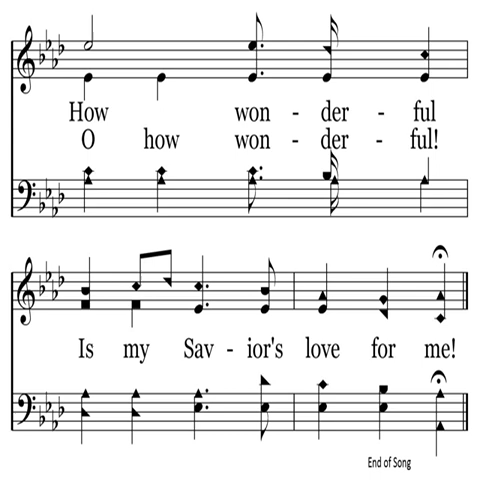 How won - der - ful
O how won - der - ful!
Is my Sav - ior's love for me!
End of Song